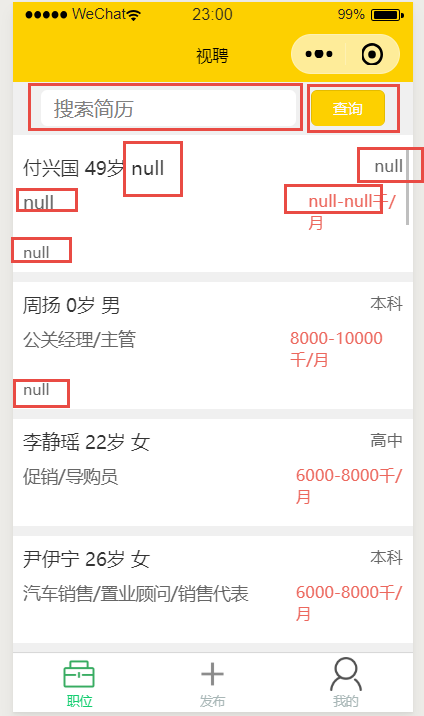 WeChat 23:00 99%
视聘
搜索简历 查询
付兴国 49岁 null null
null null-null千/
月
null
周扬 0岁 男 本科
公关经理/主管 8000-10000
千/月
null
李静瑶 22岁 女 高中
促销/导购员 6000-8000千/
月
尹伊宁 26岁 女 本科
汽车销售/置业顾问/销售代表 6000-8000千/
月
职位 发布 我的